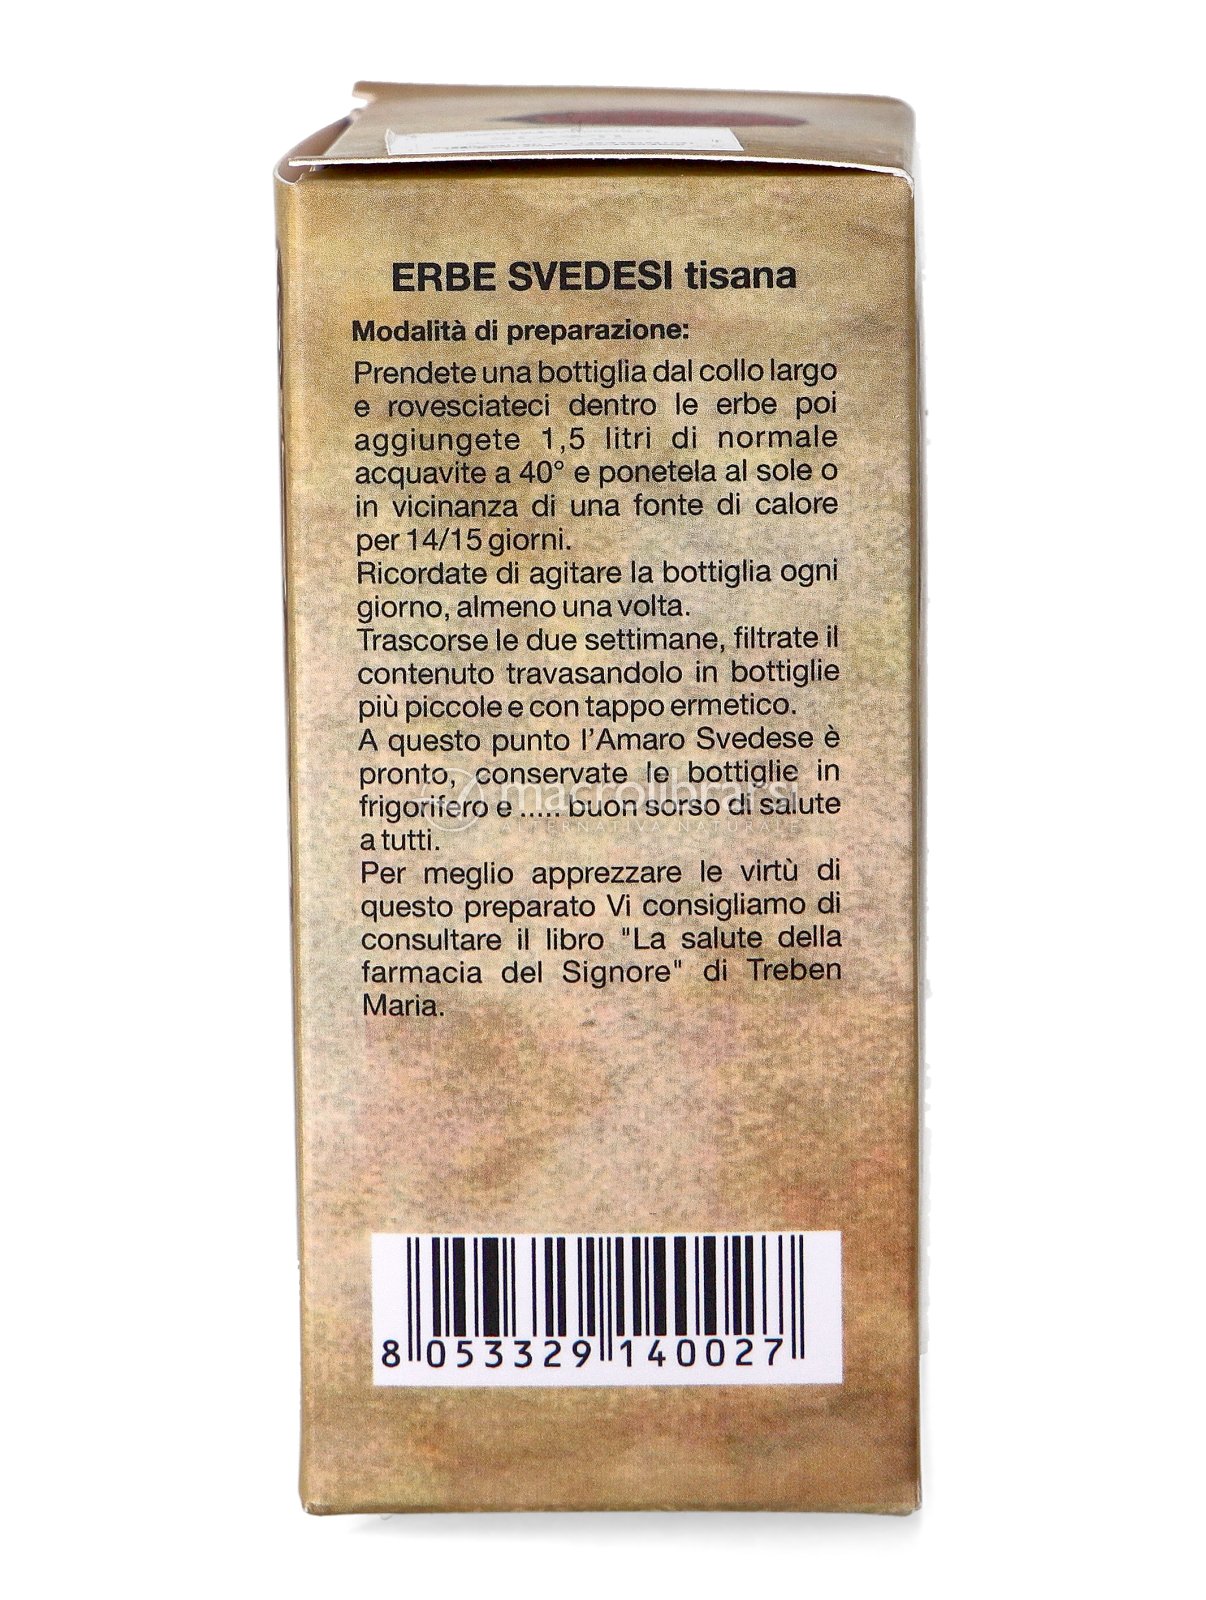 ERBE SVEDESI tisana
Modalità di preparazione:
Prendete una bottiglia dal collo largo
e rovesciateci dentro le erbe poi
aggiungete 1,5 litri di normale
acquavite a 40° e ponetela al sole o
in vicinanza di una fonte di calore
per 14/15 giorni.
Ricordate di agitare la bottiglia ogni
giorno, almeno una volta.
Trascorse le due settimane, filtrate il
contenuto travasandolo in bottiglie
più piccole e con tappo ermetico.
A questo punto l'Amaro Svedese è
pronto, conservate le bottiglie in
frigorifero e ..... buon sorso di salute
a tutti.
Per meglio apprezzare le virtù di
questo preparato Vi consigliamo di
consultare il libro "La salute della
farmacia del Signore" di Treben
Maria.
macrolibrarsi
ALTERNATIVA NATURALE
8 053329 140027